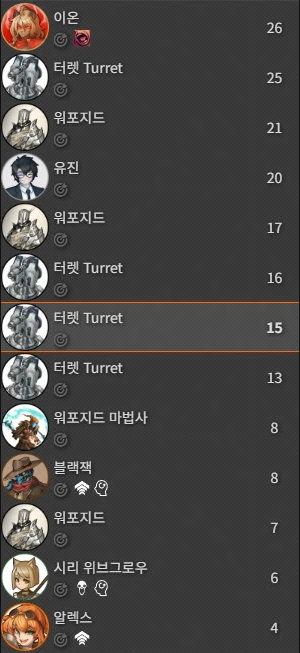 이온 26
터렛 Turret 25
워포지드 21
유진 20
워포지드 17
터렛 Turret 16
터렛 Turret 15
터렛 Turret 13
워포지드 마법사 8
블랙잭 8
워포지드 7
시리 위브그로우 6
알렉스 4